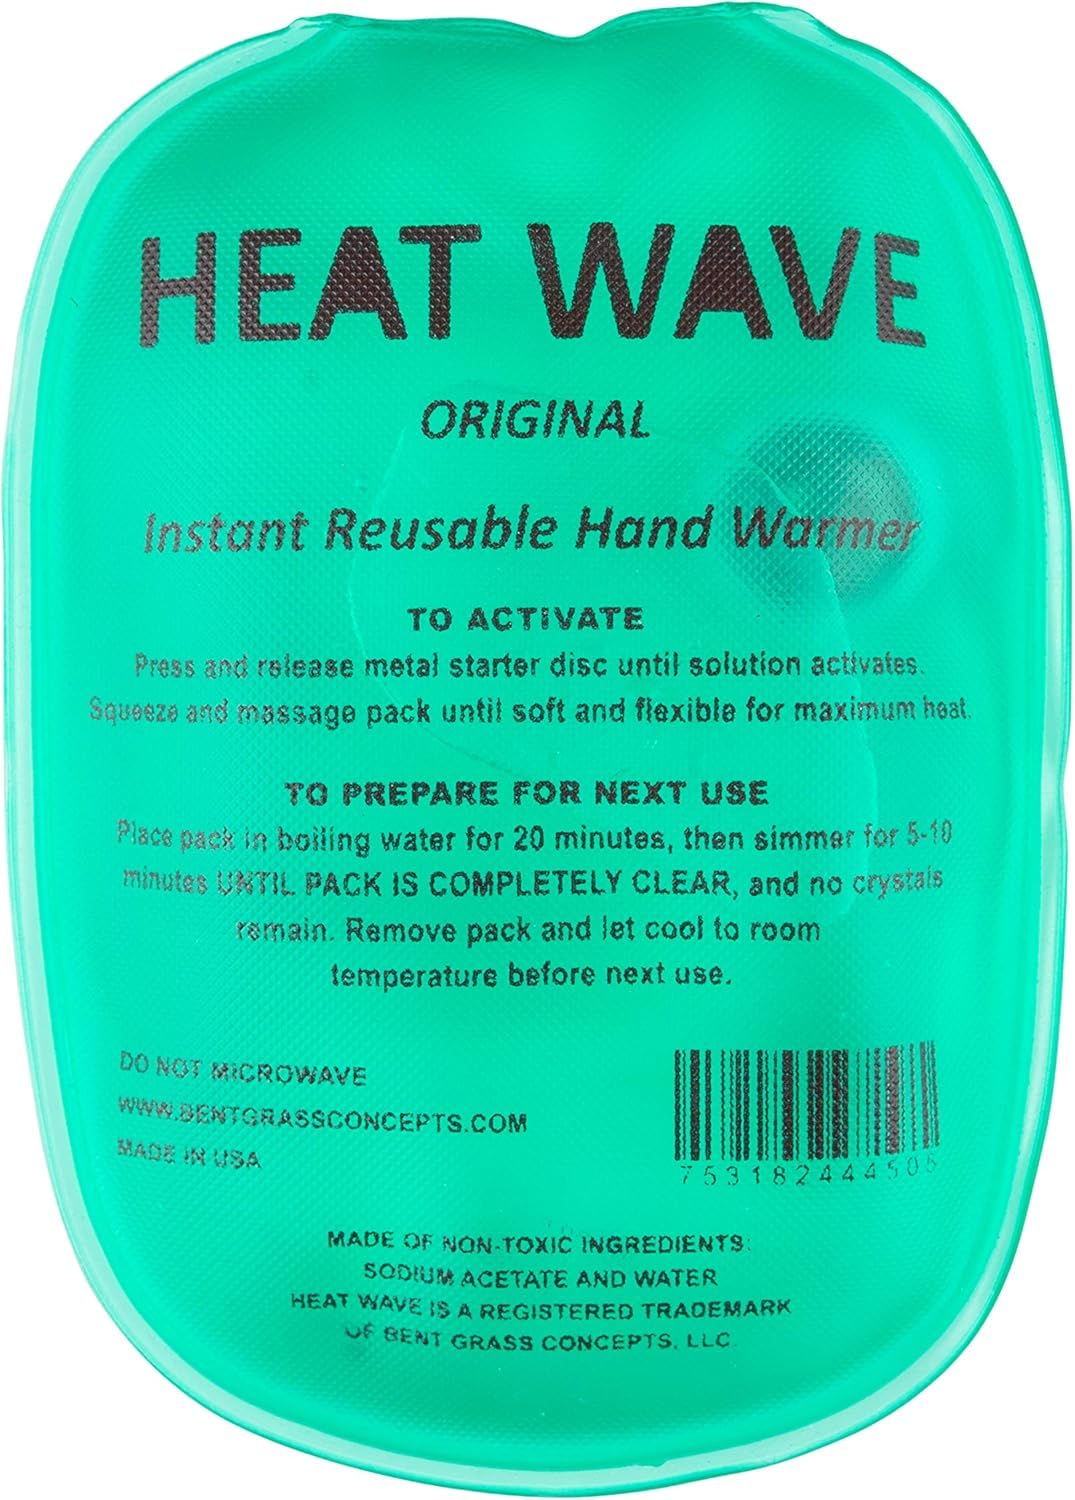 HEAT WAVE
ORIGINAL
Instant Reusable Hand Warmer
TO ACTIVATE
Press and release metal starter disc until solution activates.
Squeeze and massage pack until soft and flexible for maximum heat.
TO PREPARE FOR NEXT USE
Place pack in boiling water for 20 minutes, then simmer for 5-10
minutes UNTIL PACK IS COMPLETELY CLEAR, and no crystals
remain. Remove pack and let cool to room
temperature before next use.
DO NOT MICROWAVE
WWW.BENTGRASSCONCEPTS.COM
MADE IN USA
753182444505
MADE OF NON-TOXIC INGREDIENTS:
SODIUM ACETATE AND WATER
HEAT WAVE IS A REGISTERED TRADEMARK
OF BENT GRASS CONCEPTS, LLC.